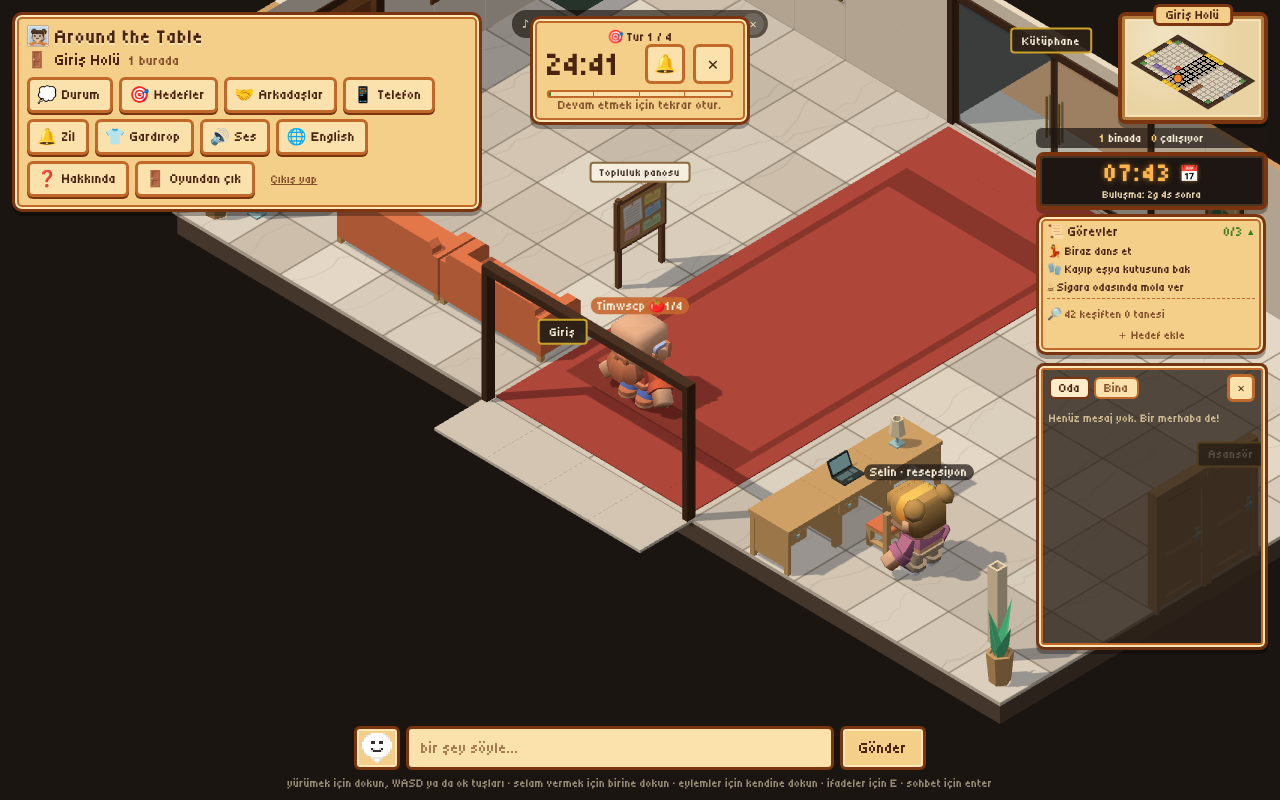 Around the Table
Giriş Holü 1 burada
Durum
Hedefler
Arkadaşlar
Telefon
Zil
Gardırop
Ses
English
Hakkında
Oyundan çık
Çıkış yap
♪
×
Tur 1 / 4
24:41
×
Devam etmek için tekrar otur.
Kütüphane
Giriş Holü
1 binada 0 çalışıyor
07:43
Buluşma: 2g 4s sonra
Görevler 0/3 ▲
Biraz dans et
Kayıp eşya kutusuna bak
Sigara odasında mola ver
42 keşiften 0 tanesi
+ Hedef ekle
Oda
Bina
×
Henüz mesaj yok. Bir merhaba de!
Asansör
Topluluk panosu
Timwscp 1/4
Giriş
Selin · resepsiyon
bir şey söyle...
Gönder
yürümek için dokun, WASD ya da ok tuşları · selam vermek için birine dokun · eylemler için kendine dokun · ifadeler için E · sohbet için enter